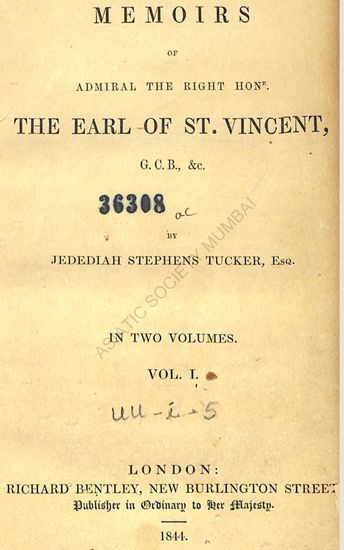 MEMOIRS
OF
ADMIRAL THE RIGHT HONR.
THE EARL OF ST. VINCENT,
G.C.B., &c.
36308
ac
BY
JEDEDIAH STEPHENS TUCKER, ESQ.
ASIATIC SOCIETY MUMBAI
IN TWO VOLUMES.
VOL. I.
LONDON:
RICHARD BENTLEY, NEW BURLINGTON STREET
Publisher in Ordinary to Her Majesty.
1844.